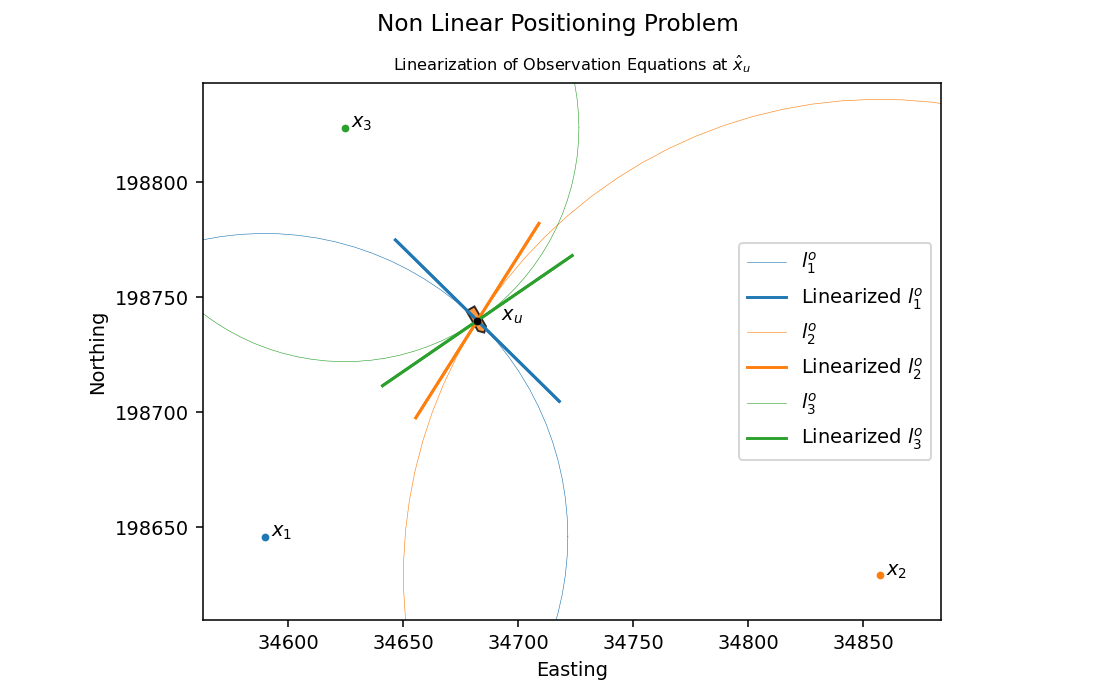 Non Linear Positioning Problem
Linearization of Observation Equations at x̂ᵤ
x₃
198800
198750
198700
198650
Northing
xᵤ
x₁
x₂
l₁ᵒ
Linearized l₁ᵒ
l₂ᵒ
Linearized l₂ᵒ
l₃ᵒ
Linearized l₃ᵒ
34600
34650
34700
34750
34800
34850
Easting